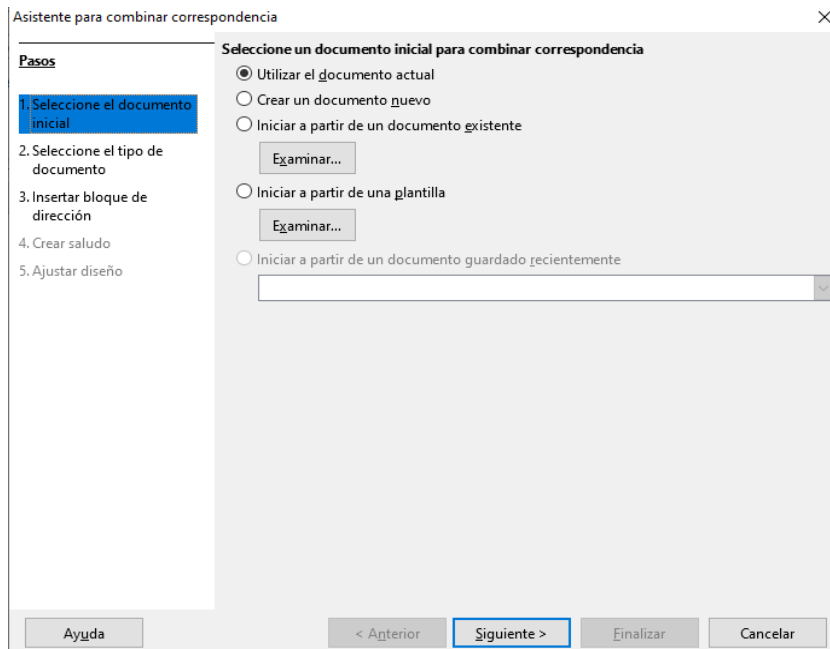 Asistente para combinar correspondencia
Pasos
1. Seleccione el documento
inicial
2. Seleccione el tipo de
documento
3. Insertar bloque de
dirección
4. Crear saludo
5. Ajustar diseño
Seleccione un documento inicial para combinar correspondencia
Utilizar el documento actual
Crear un documento nuevo
Iniciar a partir de un documento existente
Examinar...
Iniciar a partir de una plantilla
Examinar...
Iniciar a partir de un documento guardado recientemente
Ayuda
< Anterior
Siguiente >
Finalizar
Cancelar